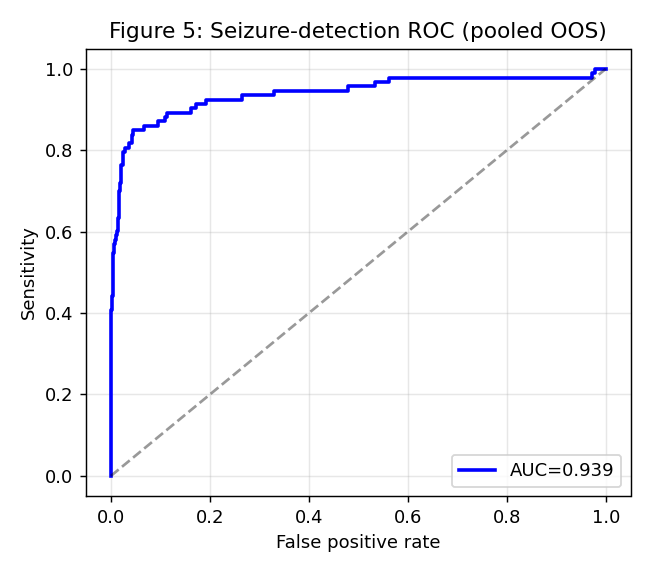 Figure 5: Seizure-detection ROC (pooled OOS)
Sensitivity
1.0
0.8
0.6
0.4
0.2
0.0
AUC=0.939
0.0 0.2 0.4 0.6 0.8 1.0
False positive rate